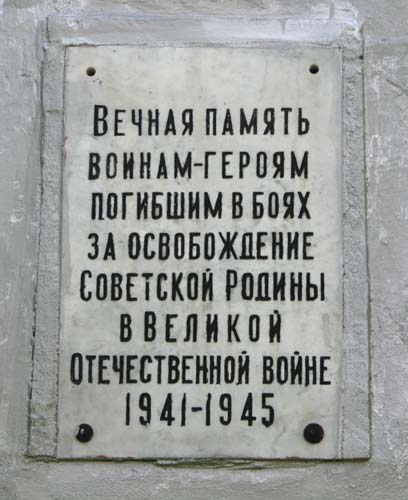 Вечная память
воинам-героям
погибшим в боях
за освобождение
Советской Родины
в Великой
Отечественной войне
1941-1945